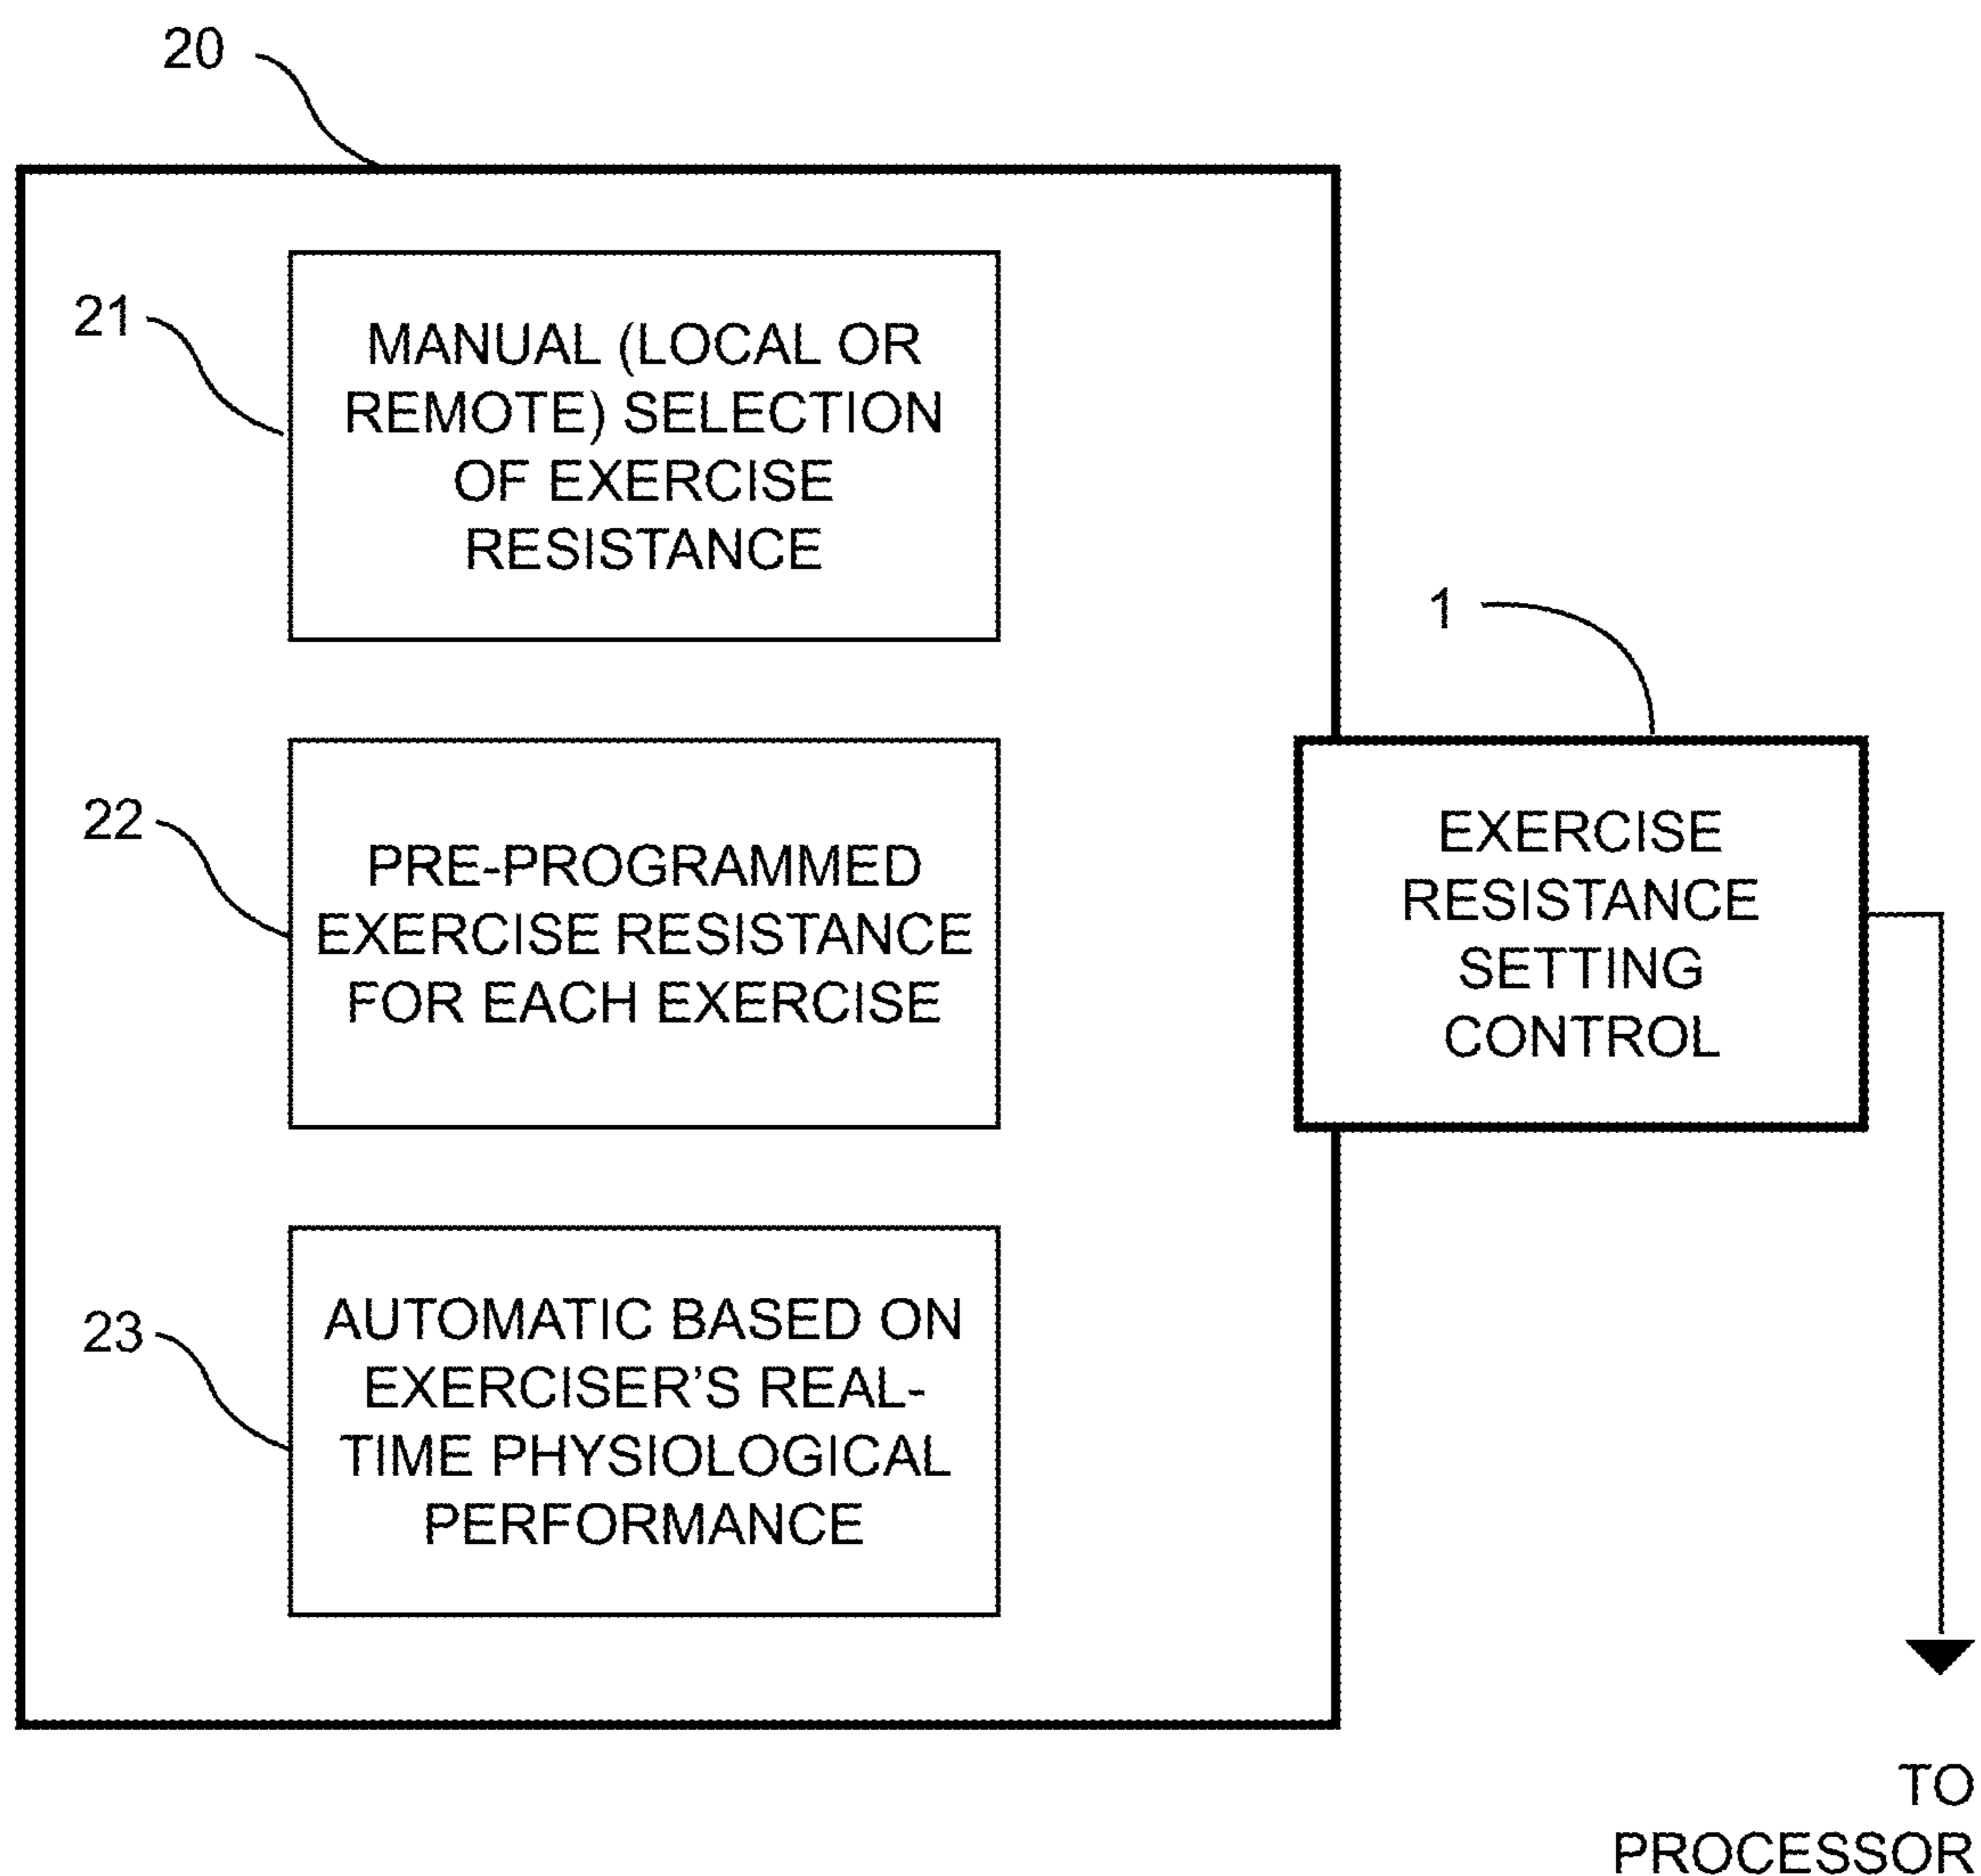 20
21
MANUAL (LOCAL OR
REMOTE) SELECTION
OF EXERCISE
RESISTANCE
1
22
PRE-PROGRAMMED
EXERCISE RESISTANCE
FOR EACH EXERCISE
EXERCISE
RESISTANCE
SETTING
CONTROL
23
AUTOMATIC BASED ON
EXERCISER’S REAL-
TIME PHYSIOLOGICAL
PERFORMANCE
TO
PROCESSOR